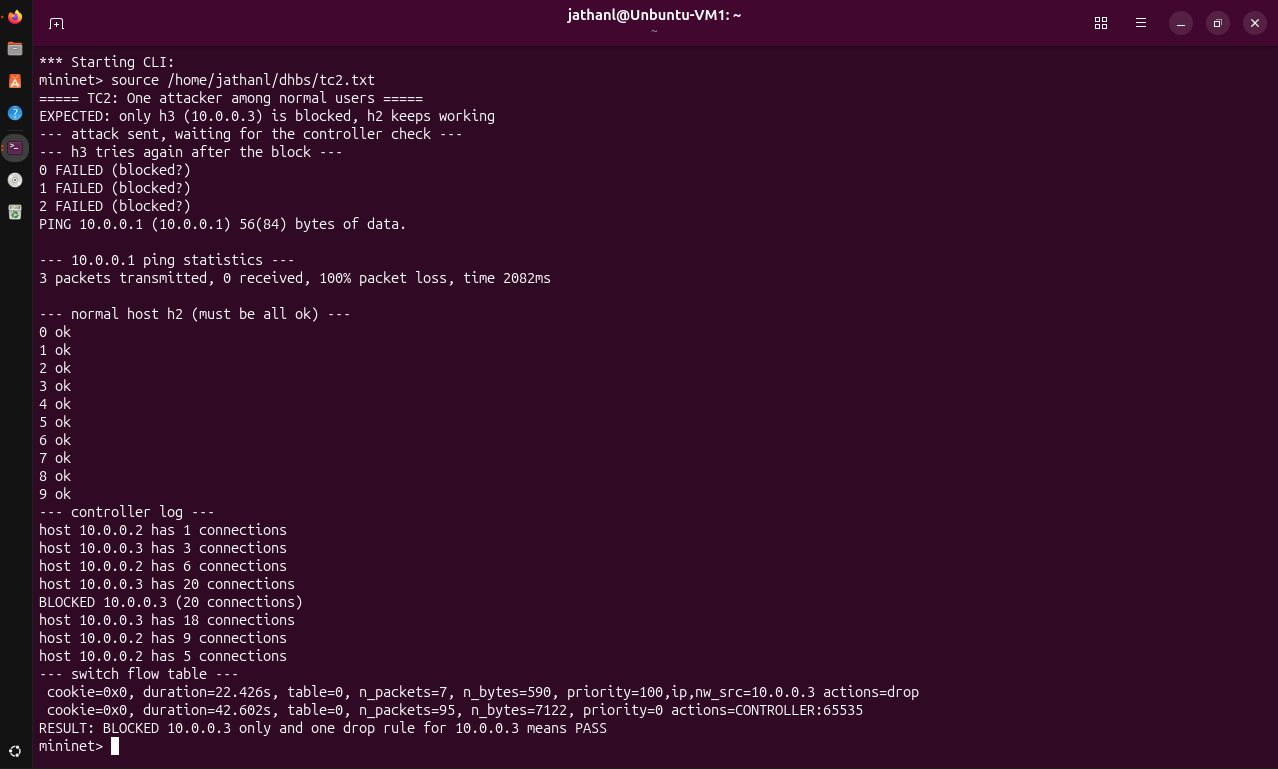 jathanl@Unbuntu-VM1: ~
~
*** Starting CLI:
mininet> source /home/jathanl/dhbs/tc2.txt
===== TC2: One attacker among normal users =====
EXPECTED: only h3 (10.0.0.3) is blocked, h2 keeps working
--- attack sent, waiting for the controller check ---
--- h3 tries again after the block ---
0 FAILED (blocked?)
1 FAILED (blocked?)
2 FAILED (blocked?)
PING 10.0.0.1 (10.0.0.1) 56(84) bytes of data.
--- 10.0.0.1 ping statistics ---
3 packets transmitted, 0 received, 100% packet loss, time 2082ms
--- normal host h2 (must be all ok) ---
0 ok
1 ok
2 ok
3 ok
4 ok
5 ok
6 ok
7 ok
8 ok
9 ok
--- controller log ---
host 10.0.0.2 has 1 connections
host 10.0.0.3 has 3 connections
host 10.0.0.2 has 6 connections
host 10.0.0.3 has 20 connections
BLOCKED 10.0.0.3 (20 connections)
host 10.0.0.3 has 18 connections
host 10.0.0.2 has 9 connections
host 10.0.0.2 has 5 connections
--- switch flow table ---
cookie=0x0, duration=22.426s, table=0, n_packets=7, n_bytes=590, priority=100,ip,nw_src=10.0.0.3 actions=drop
cookie=0x0, duration=42.602s, table=0, n_packets=95, n_bytes=7122, priority=0 actions=CONTROLLER:65535
RESULT: BLOCKED 10.0.0.3 only and one drop rule for 10.0.0.3 means PASS
mininet>